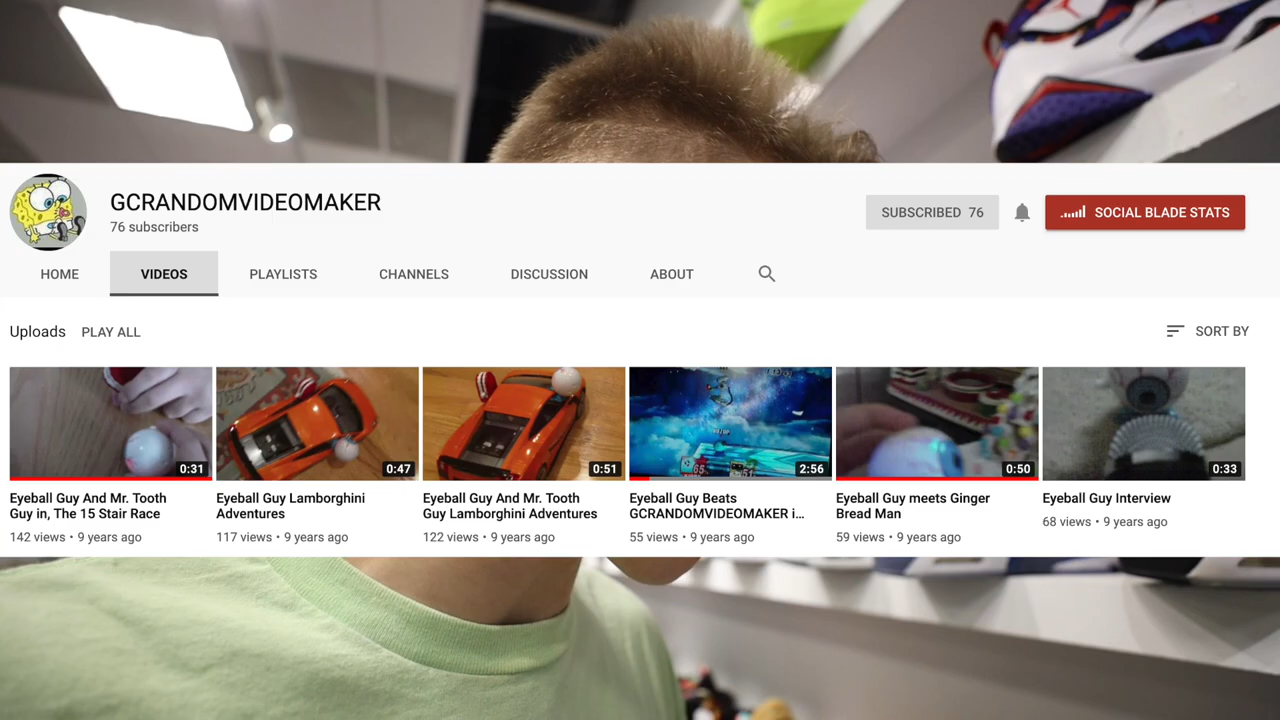 GCRANDOMVIDEOMAKER
76 subscribers
SUBSCRIBED 76
SOCIAL BLADE STATS
HOME
VIDEOS
PLAYLISTS
CHANNELS
DISCUSSION
ABOUT
Uploads
PLAY ALL
SORT BY
0:31
Eyeball Guy And Mr. Tooth
Guy in, The 15 Stair Race
142 views • 9 years ago
0:47
Eyeball Guy Lamborghini
Adventures
117 views • 9 years ago
0:51
Eyeball Guy And Mr. Tooth
Guy Lamborghini Adventures
122 views • 9 years ago
2:56
Eyeball Guy Beats
GCRANDOMVIDEOMAKER i...
55 views • 9 years ago
0:50
Eyeball Guy meets Ginger
Bread Man
59 views • 9 years ago
0:33
Eyeball Guy Interview
68 views • 9 years ago